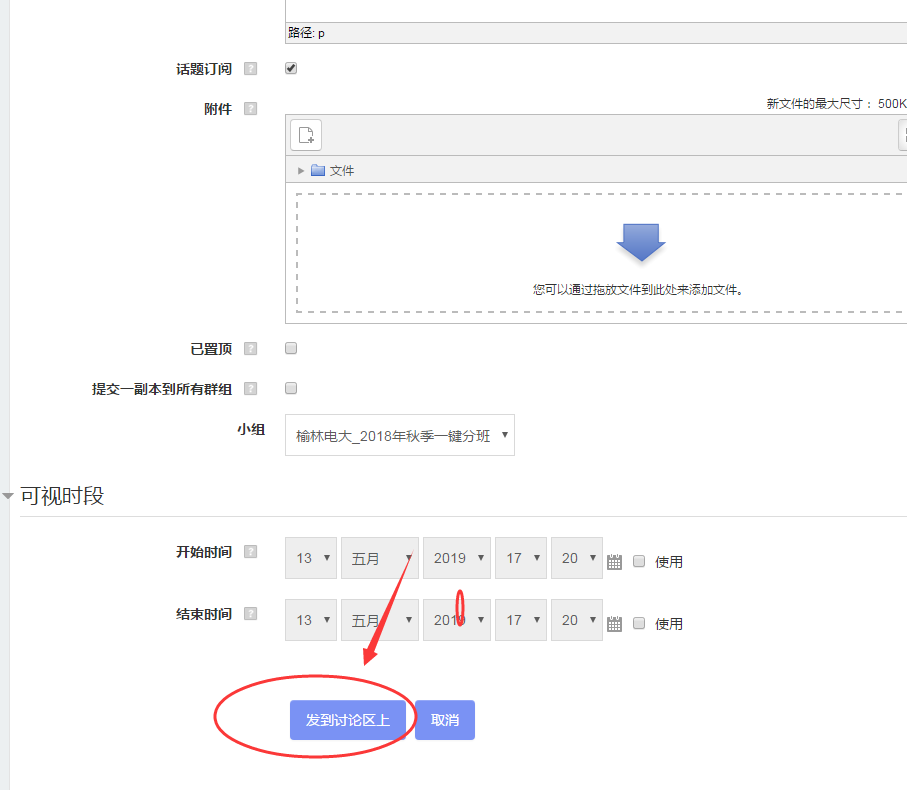 路径: p
话题订阅
附件
新文件的最大尺寸： 500K
文件
您可以通过拖放文件到此处来添加文件。
已置顶
提交一副本到所有群组
小组
榆林电大_2018年秋季一键分班
可视时段
开始时间 13 五月 2019 17 20 使用
结束时间 13 五月 2019 17 20 使用
发到讨论区上 取消